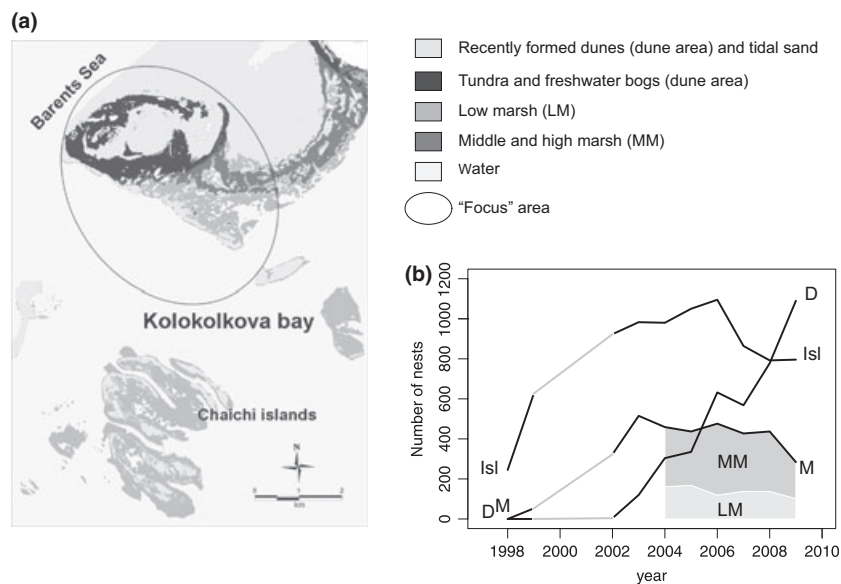 (a)
Barents Sea
Kolokolkova bay
Chaichi islands
N
km
Recently formed dunes (dune area) and tidal sand
Tundra and freshwater bogs (dune area)
Low marsh (LM)
Middle and high marsh (MM)
Water
"Focus" area
(b)
Number of nests
1200
1000
800
600
400
200
0
D
Isl
Isl
MM
M
D M
LM
1998 2000 2002 2004 2006 2008 2010
year